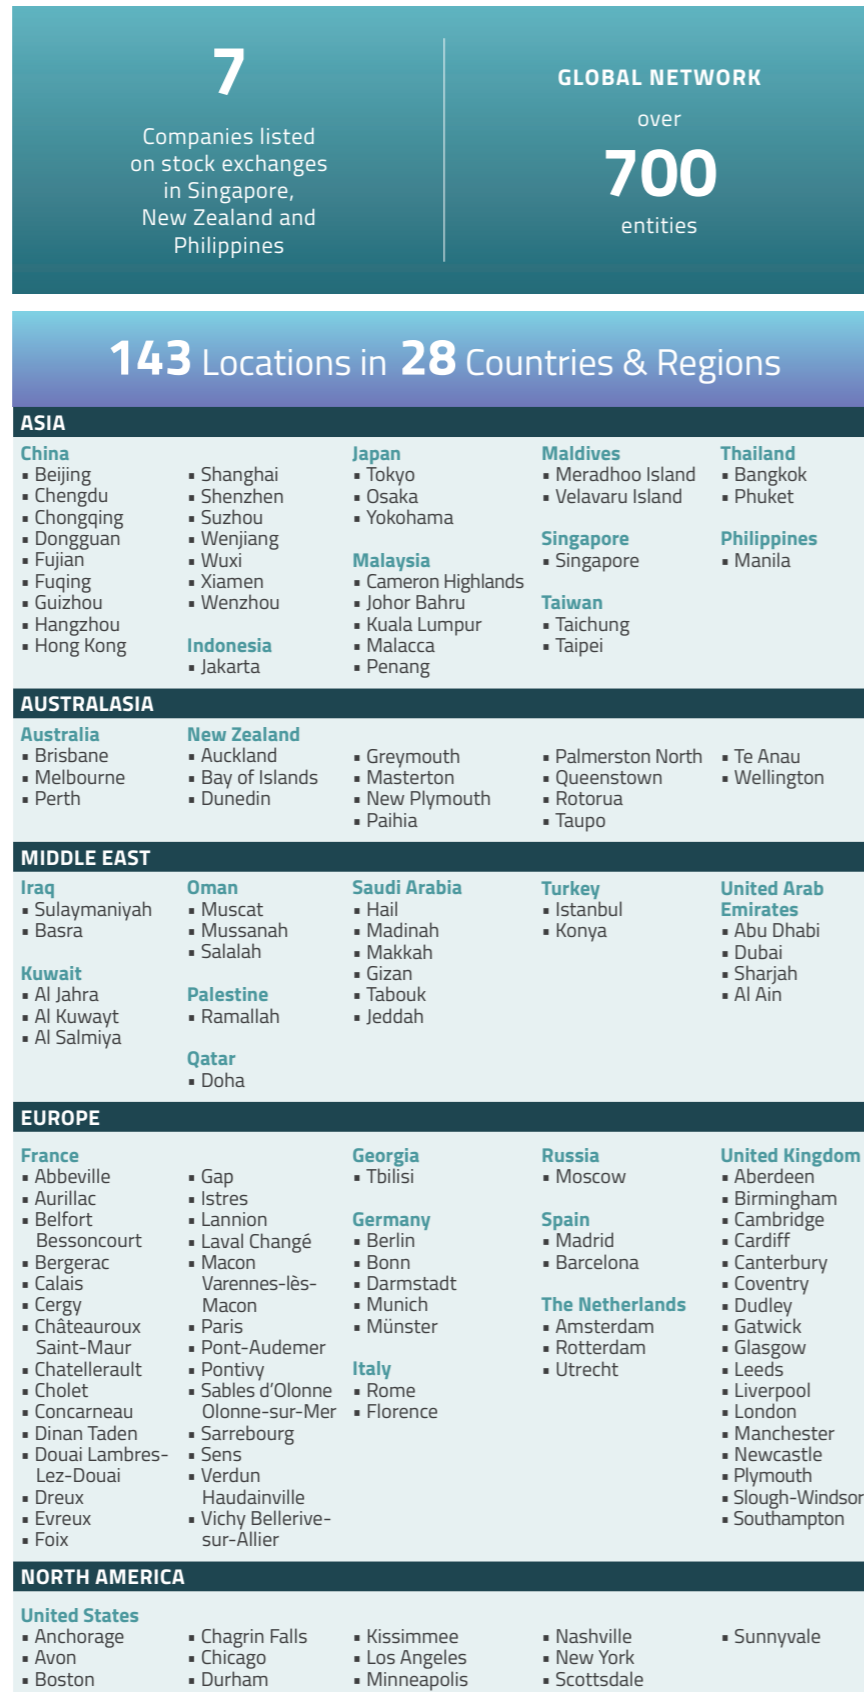 7
Companies listed
on stock exchanges
in Singapore,
New Zealand and
Philippines
GLOBAL NETWORK
over
700
entities
143 Locations in 28 Countries & Regions
ASIA
China
▪ Beijing
▪ Chengdu
▪ Chongqing
▪ Dongguan
▪ Fujian
▪ Fuqing
▪ Guizhou
▪ Hangzhou
▪ Hong Kong
▪ Shanghai
▪ Shenzhen
▪ Suzhou
▪ Wenjiang
▪ Wuxi
▪ Xiamen
▪ Wenzhou
Indonesia
▪ Jakarta
Japan
▪ Tokyo
▪ Osaka
▪ Yokohama
Malaysia
▪ Cameron Highlands
▪ Johor Bahru
▪ Kuala Lumpur
▪ Malacca
▪ Penang
Maldives
▪ Meradhoo Island
▪ Velavaru Island
Singapore
▪ Singapore
Taiwan
▪ Taichung
▪ Taipei
Thailand
▪ Bangkok
▪ Phuket
Philippines
▪ Manila
AUSTRALASIA
Australia
▪ Brisbane
▪ Melbourne
▪ Perth
New Zealand
▪ Auckland
▪ Bay of Islands
▪ Dunedin
▪ Greymouth
▪ Masterton
▪ New Plymouth
▪ Paihia
▪ Palmerston North
▪ Queenstown
▪ Rotorua
▪ Taupo
▪ Te Anau
▪ Wellington
MIDDLE EAST
Iraq
▪ Sulaymaniyah
▪ Basra
Kuwait
▪ Al Jahra
▪ Al Kuwayt
▪ Al Salmiya
Oman
▪ Muscat
▪ Mussanah
▪ Salalah
Palestine
▪ Ramallah
Qatar
▪ Doha
Saudi Arabia
▪ Hail
▪ Madinah
▪ Makkah
▪ Gizan
▪ Tabouk
▪ Jeddah
Turkey
▪ Istanbul
▪ Konya
United Arab
Emirates
▪ Abu Dhabi
▪ Dubai
▪ Sharjah
▪ Al Ain
EUROPE
France
▪ Abbeville
▪ Aurillac
▪ Belfort
Bessoncourt
▪ Bergerac
▪ Calais
▪ Cergy
▪ Châteauroux
Saint-Maur
▪ Chatellerault
▪ Cholet
▪ Concarneau
▪ Dinan Taden
▪ Douai Lambres-
Lez-Douai
▪ Dreux
▪ Evreux
▪ Foix
▪ Gap
▪ Istres
▪ Lannion
▪ Laval Changé
▪ Macon
Varennes-lès-
Macon
▪ Paris
▪ Pont-Audemer
▪ Pontivy
▪ Sables d'Olonne
Olonne-sur-Mer
▪ Sarrebourg
▪ Sens
▪ Verdun
Haudainville
▪ Vichy Bellerive-
sur-Allier
Georgia
▪ Tbilisi
Germany
▪ Berlin
▪ Bonn
▪ Darmstadt
▪ Munich
▪ Münster
Italy
▪ Rome
▪ Florence
Russia
▪ Moscow
Spain
▪ Madrid
▪ Barcelona
The Netherlands
▪ Amsterdam
▪ Rotterdam
▪ Utrecht
United Kingdom
▪ Aberdeen
▪ Birmingham
▪ Cambridge
▪ Cardiff
▪ Canterbury
▪ Coventry
▪ Dudley
▪ Gatwick
▪ Glasgow
▪ Leeds
▪ Liverpool
▪ London
▪ Manchester
▪ Newcastle
▪ Plymouth
▪ Slough-Windsor
▪ Southampton
NORTH AMERICA
United States
▪ Anchorage
▪ Avon
▪ Boston
▪ Chagrin Falls
▪ Chicago
▪ Durham
▪ Kissimmee
▪ Los Angeles
▪ Minneapolis
▪ Nashville
▪ New York
▪ Scottsdale
▪ Sunnyvale